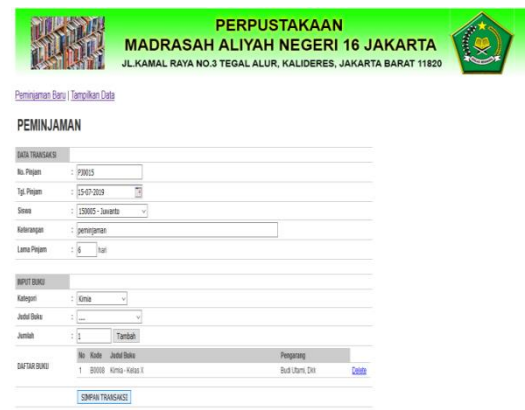 PERPUSTAKAAN
MADRASAH ALIYAH NEGERI 16 JAKARTA
JL.KAMAL RAYA NO.3 TEGAL ALUR, KALIDERES, JAKARTA BARAT 11820
Peminjaman Baru | Tampilkan Data
PEMINJAMAN
DATA TRANSAKSI
No. Pinjam : PJ0015
Tgl. Pinjam : 15-07-2019
Siswa : 150005 - Juwanto
Keterangan : peminjaman
Lama Pinjam : 6 hari
INPUT BUKU
Kategori : Kimia
Judul Buku : ....
Jumlah : 1 Tambah
DAFTAR BUKU
No Kode Judul Buku Pengarang
1 B0008 Kimia - Kelas X Budi Utami, Dkk Delete
SIMPAN TRANSAKSI